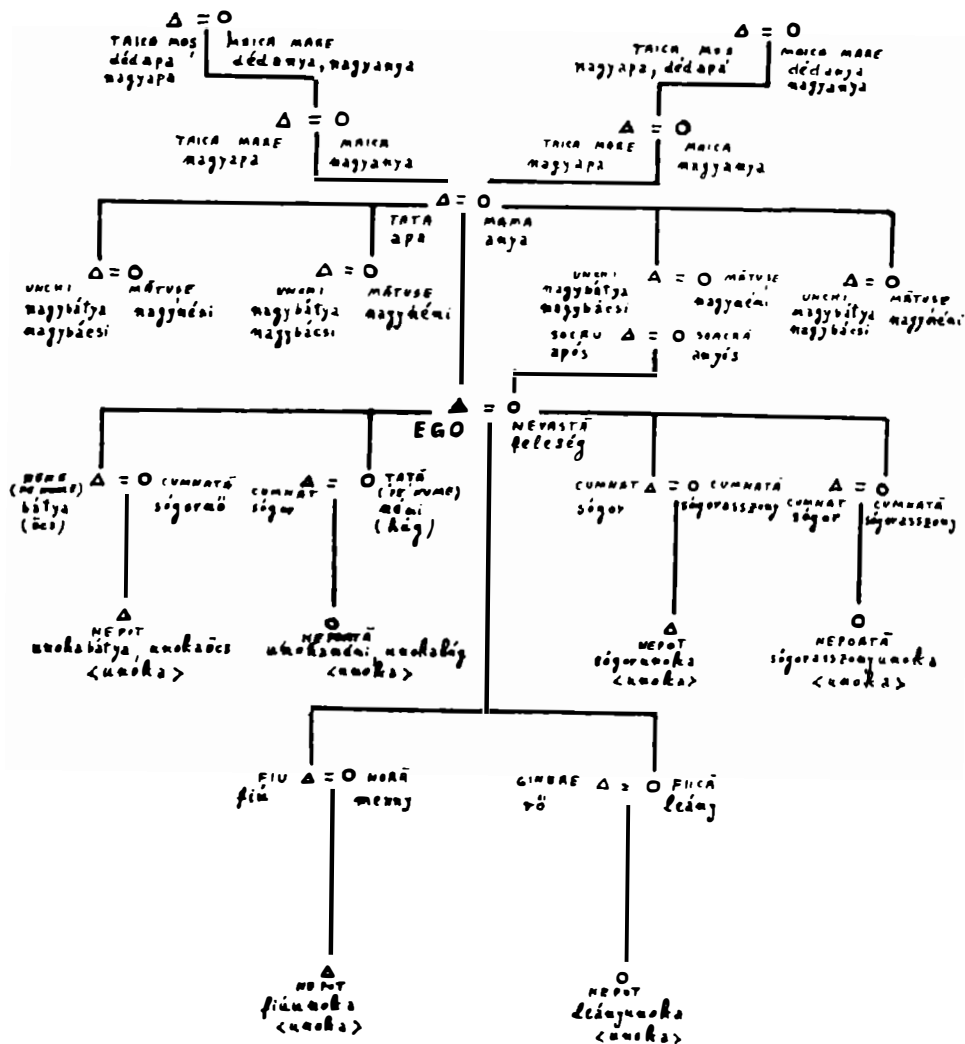 TAICA MOS MAICA MARE
dédapa dédanya, nagyanya
nagyapa
TAICA MOS MAICA MARE
nagyapa, dédapá dédanya
nagyanya
TAICA MARE MAICA
nagyapa nagyanya
TAICA MARE MAICA
nagyapa nagyanya
TATA MAMA
apa anya
UNCHI MĂTUSE
nagybátya nagynéni
nagybácsi
UNCHI MĂTUSE
nagybátya nagynéni
nagybácsi
UNCHI MĂTUSE
nagybátya nagynéni
nagybácsi
UNCHI MĂTUSE
nagybátya nagynéni
nagybácsi
SOCRU SOACRĂ
após anyós
EGO NEVASTĂ
feleség
CUMNATĂ
bátya sógornő
(öcs)
CUMNAT TATĂ
sógor néni
(húg)
CUMNAT CUMNATĂ
sógor sógorasszony
CUMNAT CUMNATĂ
sógor sógorasszony
NEPOT
unokabátya, unokaöcs
<unoka>
NEPOATĂ
unokanéni, unokahúg
<unoka>
NEPOT
sógorunoka
<unoka>
NEPOATĂ
sógorasszonyunoka
<unoka>
FIU NORĂ
fiú menny
GINERE FIICĂ
vő leány
NEPOT
fiúunoka
<unoka>
NEPOT
leányunoka
<unoka>